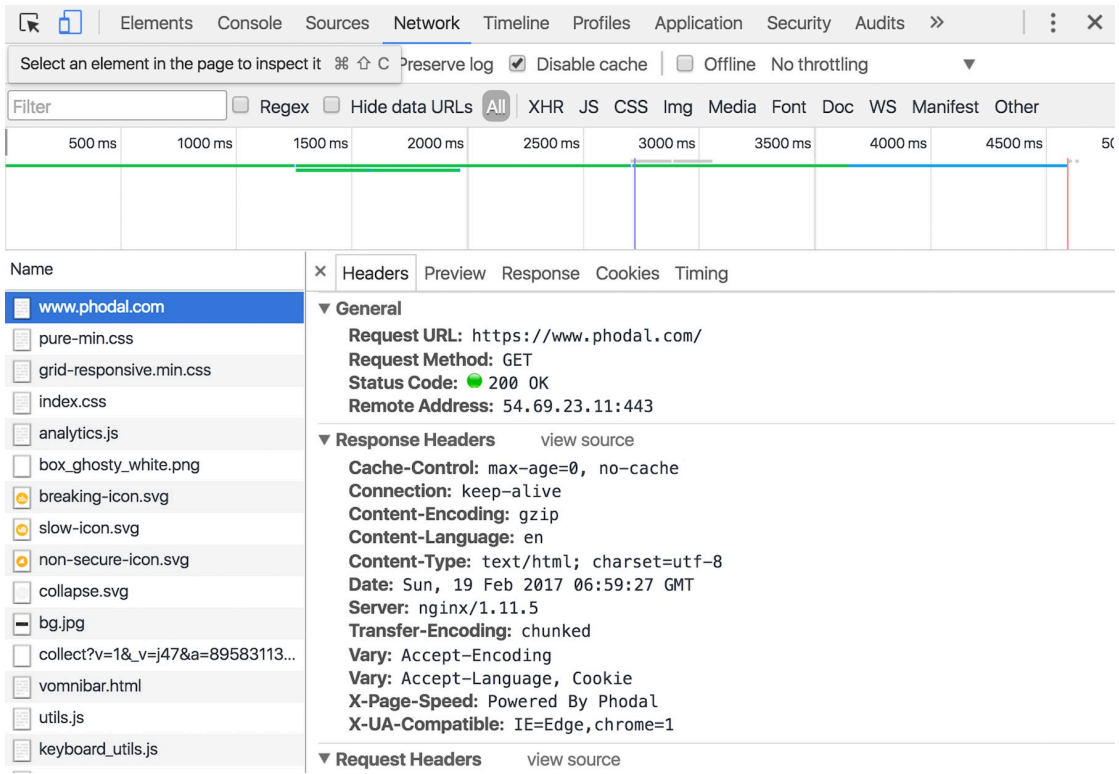 Elements Console Sources Network Timeline Profiles Application Security Audits »
Select an element in the page to inspect it ⌘ ⇧ C Preserve log Disable cache Offline No throttling
Filter Regex Hide data URLs All XHR JS CSS Img Media Font Doc WS Manifest Other
500 ms 1000 ms 1500 ms 2000 ms 2500 ms 3000 ms 3500 ms 4000 ms 4500 ms 50
Name
www.phodal.com
pure-min.css
grid-responsive.min.css
index.css
analytics.js
box_ghosty_white.png
breaking-icon.svg
slow-icon.svg
non-secure-icon.svg
collapse.svg
bg.jpg
collect?v=1&_v=j47&a=89583113...
vomnibar.html
utils.js
keyboard_utils.js
× Headers Preview Response Cookies Timing
▼ General
Request URL: https://www.phodal.com/
Request Method: GET
Status Code: 200 OK
Remote Address: 54.69.23.11:443
▼ Response Headers view source
Cache-Control: max-age=0, no-cache
Connection: keep-alive
Content-Encoding: gzip
Content-Language: en
Content-Type: text/html; charset=utf-8
Date: Sun, 19 Feb 2017 06:59:27 GMT
Server: nginx/1.11.5
Transfer-Encoding: chunked
Vary: Accept-Encoding
Vary: Accept-Language, Cookie
X-Page-Speed: Powered By Phodal
X-UA-Compatible: IE=Edge,chrome=1
▼ Request Headers view source